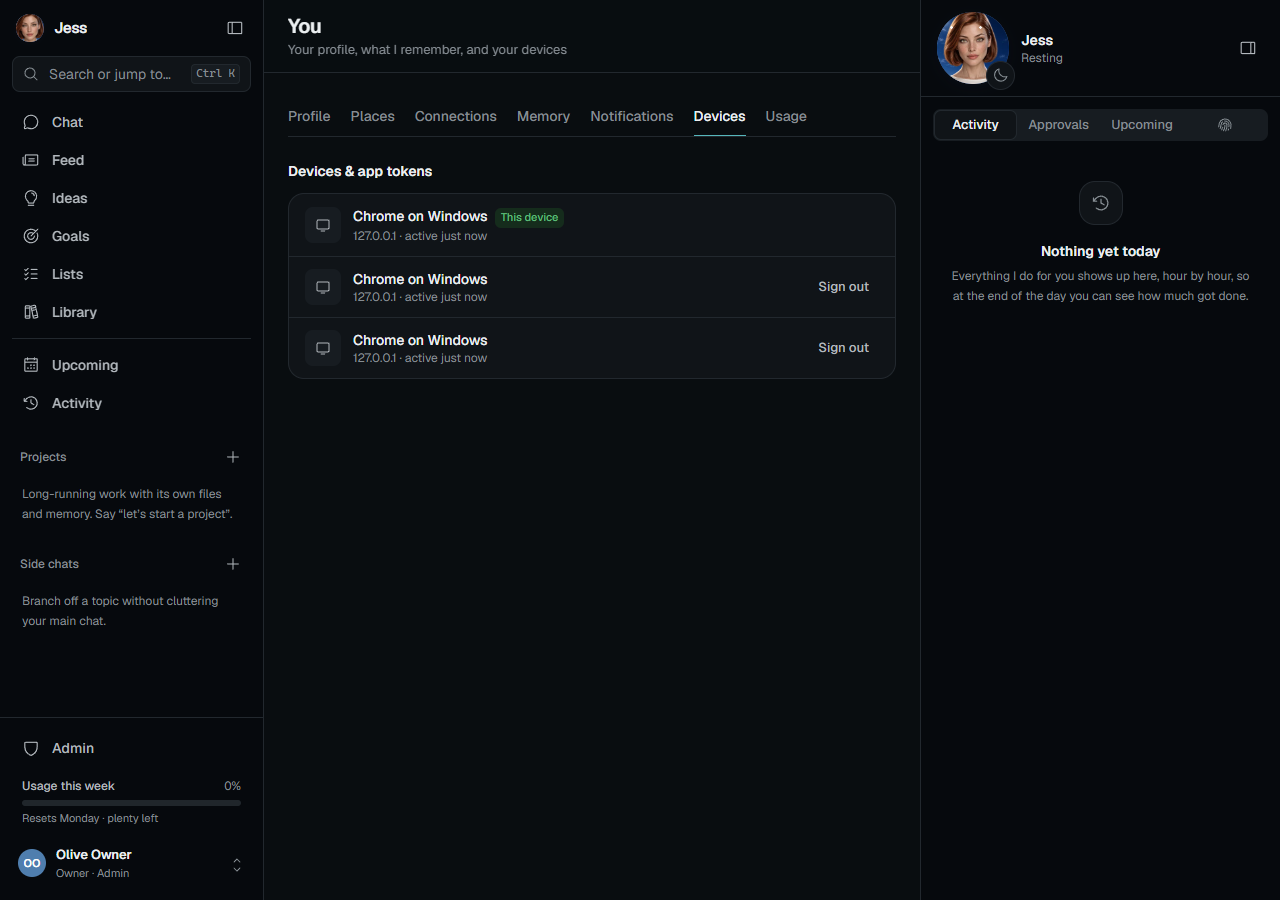 Jess
Search or jump to...
Ctrl K
Chat
Feed
Ideas
Goals
Lists
Library
Upcoming
Activity
Projects
Long-running work with its own files
and memory. Say “let’s start a project”.
Side chats
Branch off a topic without cluttering
your main chat.
Admin
Usage this week
0%
Resets Monday · plenty left
OO
Olive Owner
Owner · Admin
You
Your profile, what I remember, and your devices
Profile
Places
Connections
Memory
Notifications
Devices
Usage
Devices & app tokens
Chrome on Windows
This device
127.0.0.1 · active just now
Chrome on Windows
127.0.0.1 · active just now
Sign out
Chrome on Windows
127.0.0.1 · active just now
Sign out
Jess
Resting
Activity
Approvals
Upcoming
Nothing yet today
Everything I do for you shows up here, hour by hour, so
at the end of the day you can see how much got done.